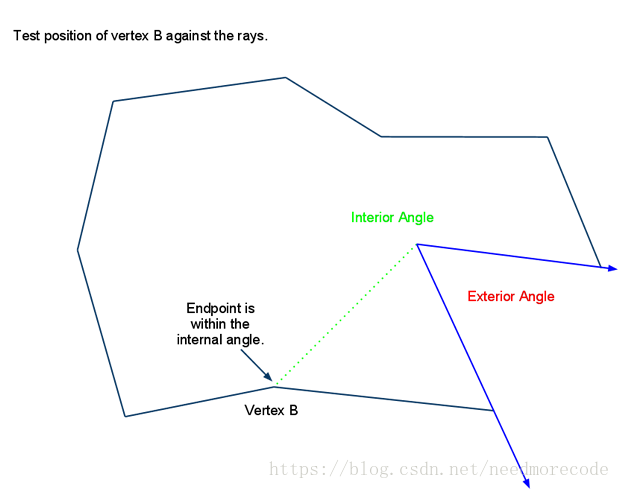 Test position of vertex B against the rays.
Interior Angle
Exterior Angle
Endpoint is
within the
internal angle.
Vertex B
https://blog.csdn.net/needmorecode